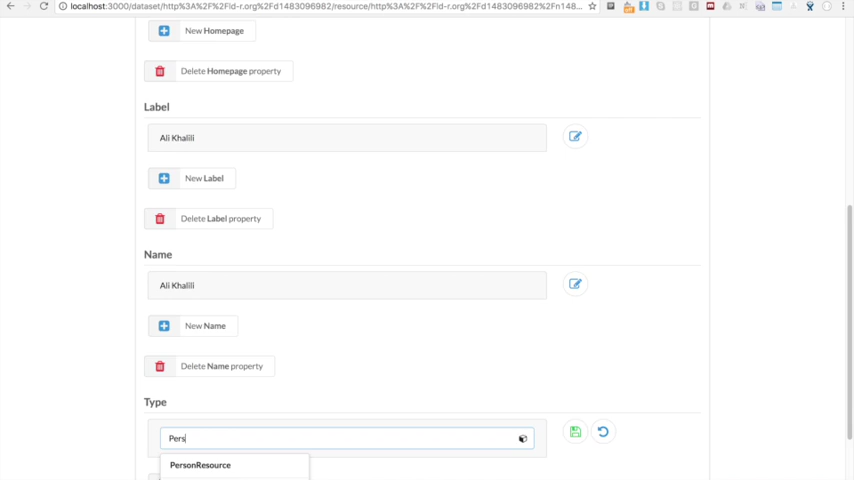 localhost:3000/dataset/http%3A%2F%2Fld-r.org%2Fd1483096982/resource/http%3A%2F%2Fld-r.org%2Fd1483096982%2Fn148...
New Homepage
Delete Homepage property
Label
Ali Khalili
New Label
Delete Label property
Name
Ali Khalili
New Name
Delete Name property
Type
Pers
PersonResource